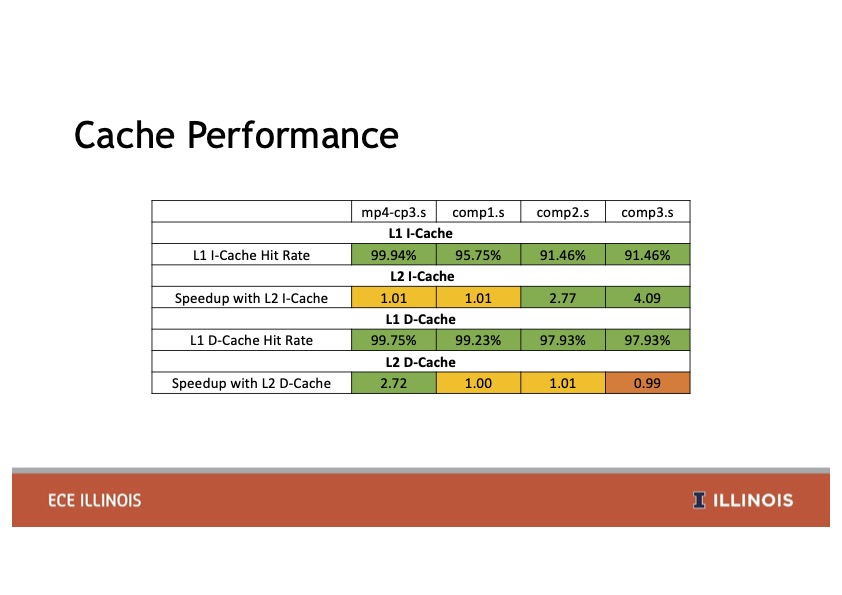 Cache Performance
mp4-cp3.s comp1.s comp2.s comp3.s
L1 I-Cache
L1 I-Cache Hit Rate 99.94% 95.75% 91.46% 91.46%
L2 I-Cache
Speedup with L2 I-Cache 1.01 1.01 2.77 4.09
L1 D-Cache
L1 D-Cache Hit Rate 99.75% 99.23% 97.93% 97.93%
L2 D-Cache
Speedup with L2 D-Cache 2.72 1.00 1.01 0.99
ECE ILLINOIS
I ILLINOIS